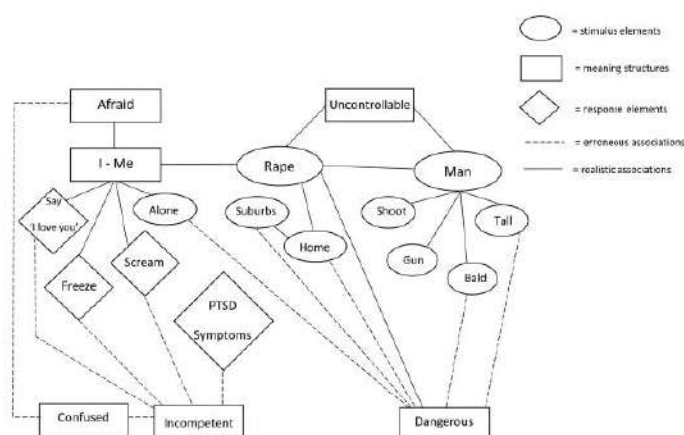 = stimulus elements
Afraid
Uncontrollable
= meaning structures
= response elements
= erroneous associations
I - Me
Rape
Man
= realistic associations
Say
'I love you'
Alone
Suburbs
Shoot
Tall
Home
Freeze
Scream
Gun
Bald
PTSD
Symptoms
Confused
Incompetent
Dangerous